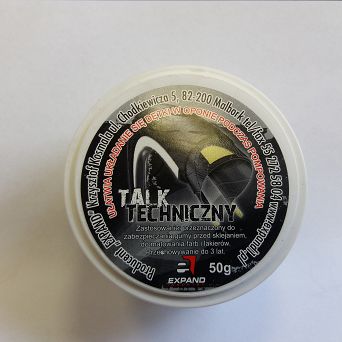 Producent „EXPAND" Krzysztof Kosmula ul. Chodkiewicza 5, 82-200 Malbork tel/fax 55 272 58 04 www.expand.pl
UŁATWIA UKŁADANIE SIĘ DĘTKI W OPONIE PODCZAS POMPOWANIA
TALK
TECHNICZNY
Zastosowanie: przeznaczony do
zabezpieczania gumy przed sklejaniem,
do matowania farb i lakierów.
Przechowywanie do 3 lat.
50g
EXPAND